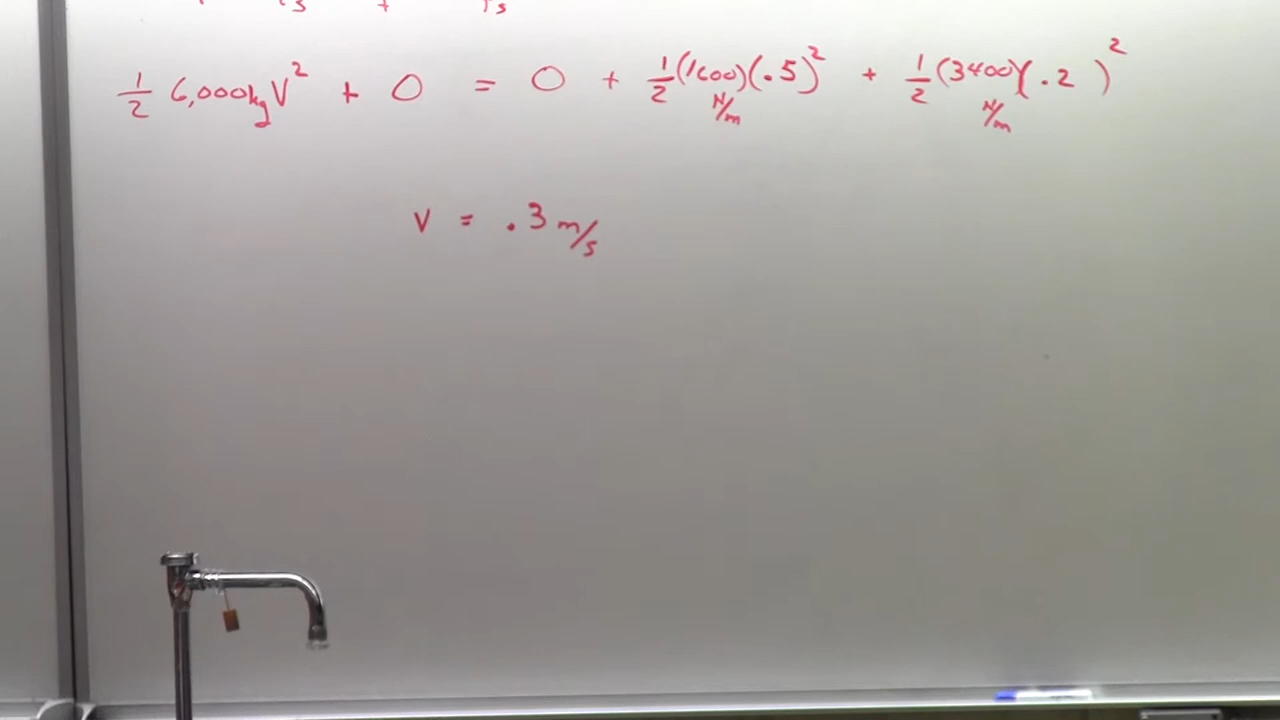 ½ 6,000kg V² + 0 = 0 + ½(1600 N/m)(.5)² + ½(3400 N/m)(.2 )²
V = .3 m/s